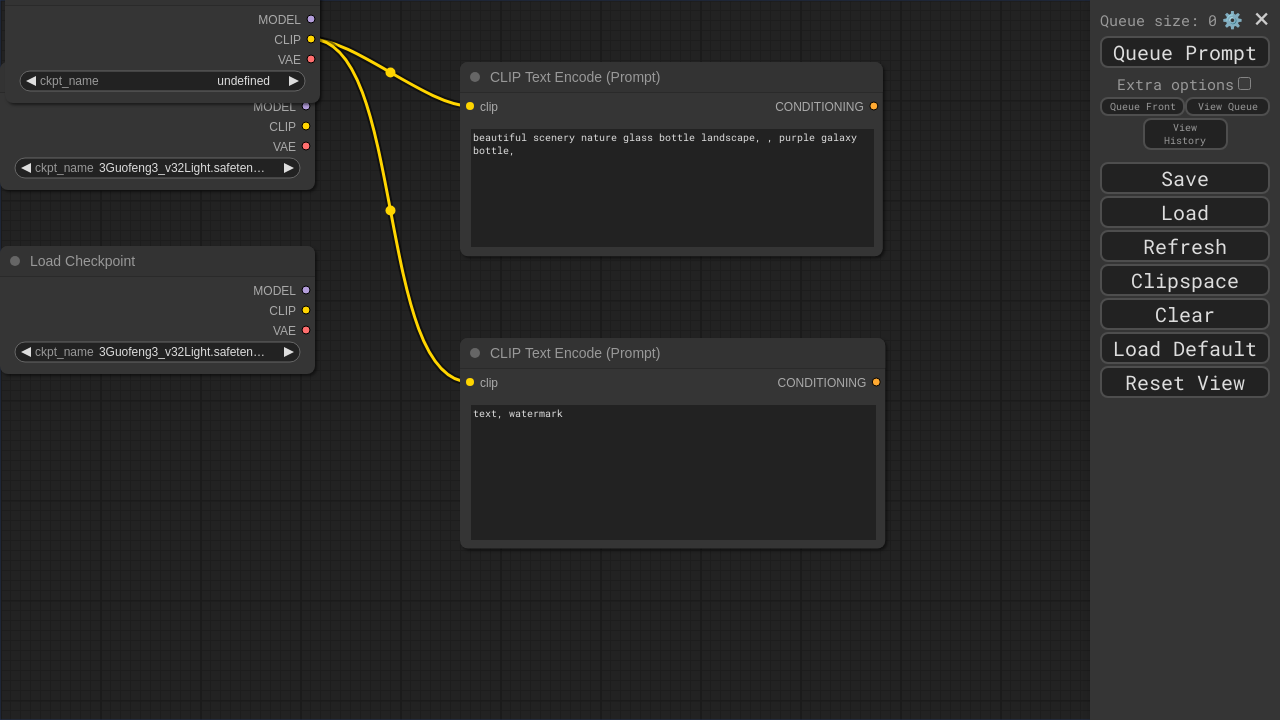 MODEL
CLIP
VAE
ckpt_name undefined
MODEL
CLIP
VAE
ckpt_name 3Guofeng3_v32Light.safeten…
Load Checkpoint
MODEL
CLIP
VAE
ckpt_name 3Guofeng3_v32Light.safeten…
CLIP Text Encode (Prompt)
clip CONDITIONING
beautiful scenery nature glass bottle landscape, , purple galaxy
bottle,
CLIP Text Encode (Prompt)
clip CONDITIONING
text, watermark
Queue size: 0
Queue Prompt
Extra options
Queue Front View Queue
View
History
Save
Load
Refresh
Clipspace
Clear
Load Default
Reset View